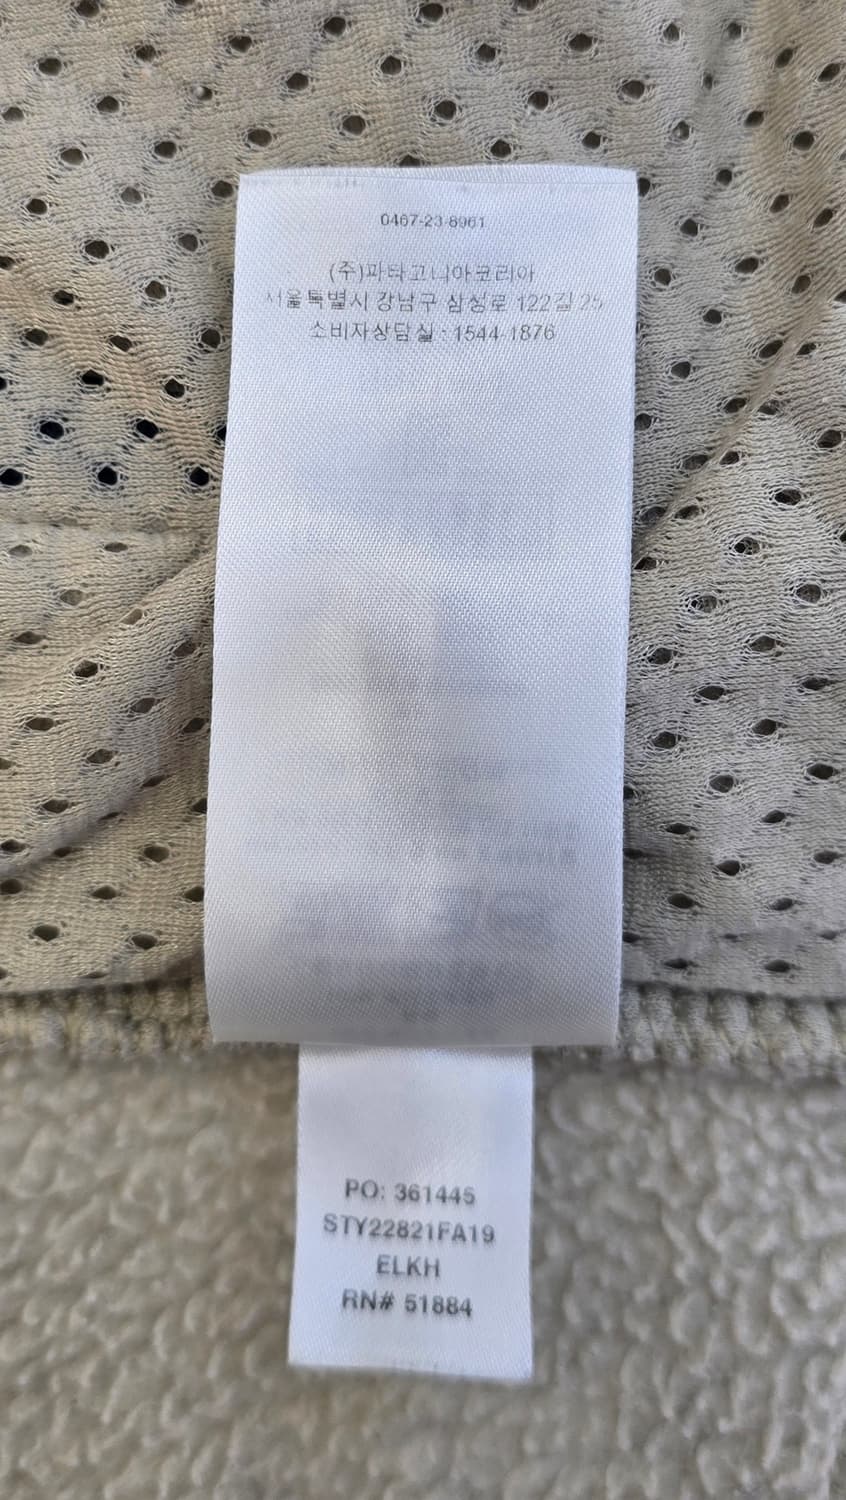 0467-23-8961
(주)파타고니아코리아
서울특별시 강남구 삼성로 122길 25
소비자상담실 : 1544-1876
PO: 361445
STY22821FA19
ELKH
RN# 51884